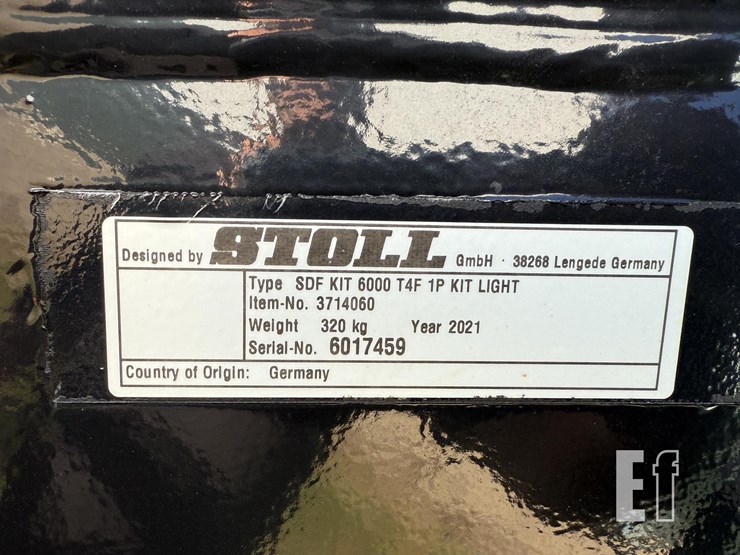 Designed by STOLL GmbH · 38268 Lengede Germany
Type SDF KIT 6000 T4F 1P KIT LIGHT
Item-No. 3714060
Weight 320 kg Year 2021
Serial-No. 6017459
Country of Origin: Germany
Ef